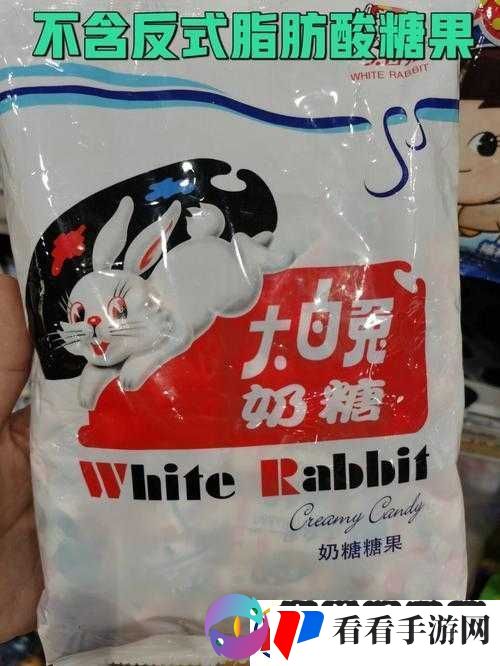 不含反式脂肪酸糖果
WHITE RABBIT
大白兔
奶糖
White Rabbit
Creamy Candy
奶糖糖果
看看手游网